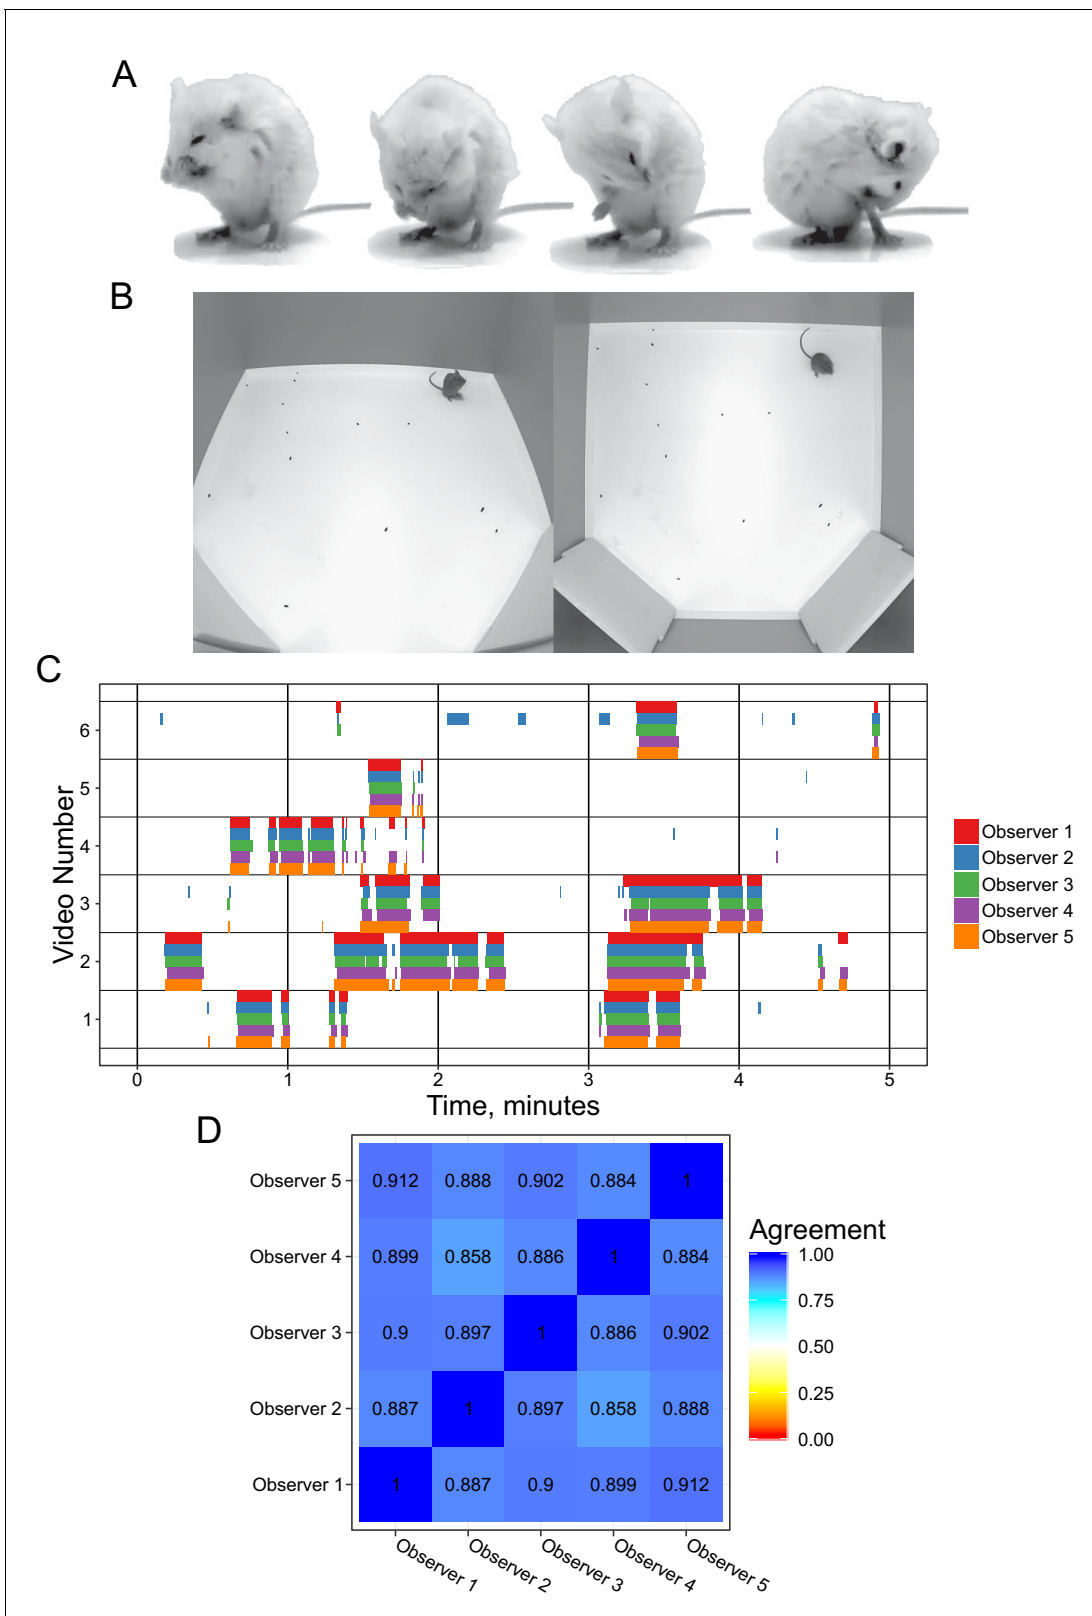 A
B
C
Video Number
6
5
4
3
2
1
0 1 2 3 4 5
Time, minutes
Observer 1
Observer 2
Observer 3
Observer 4
Observer 5
D
Observer 5 0.912 0.888 0.902 0.884 1
Observer 4 0.899 0.858 0.886 1 0.884
Observer 3 0.9 0.897 1 0.886 0.902
Observer 2 0.887 1 0.897 0.858 0.888
Observer 1 1 0.887 0.9 0.899 0.912
Observer 1 Observer 2 Observer 3 Observer 4 Observer 5
Agreement
1.00
0.75
0.50
0.25
0.00